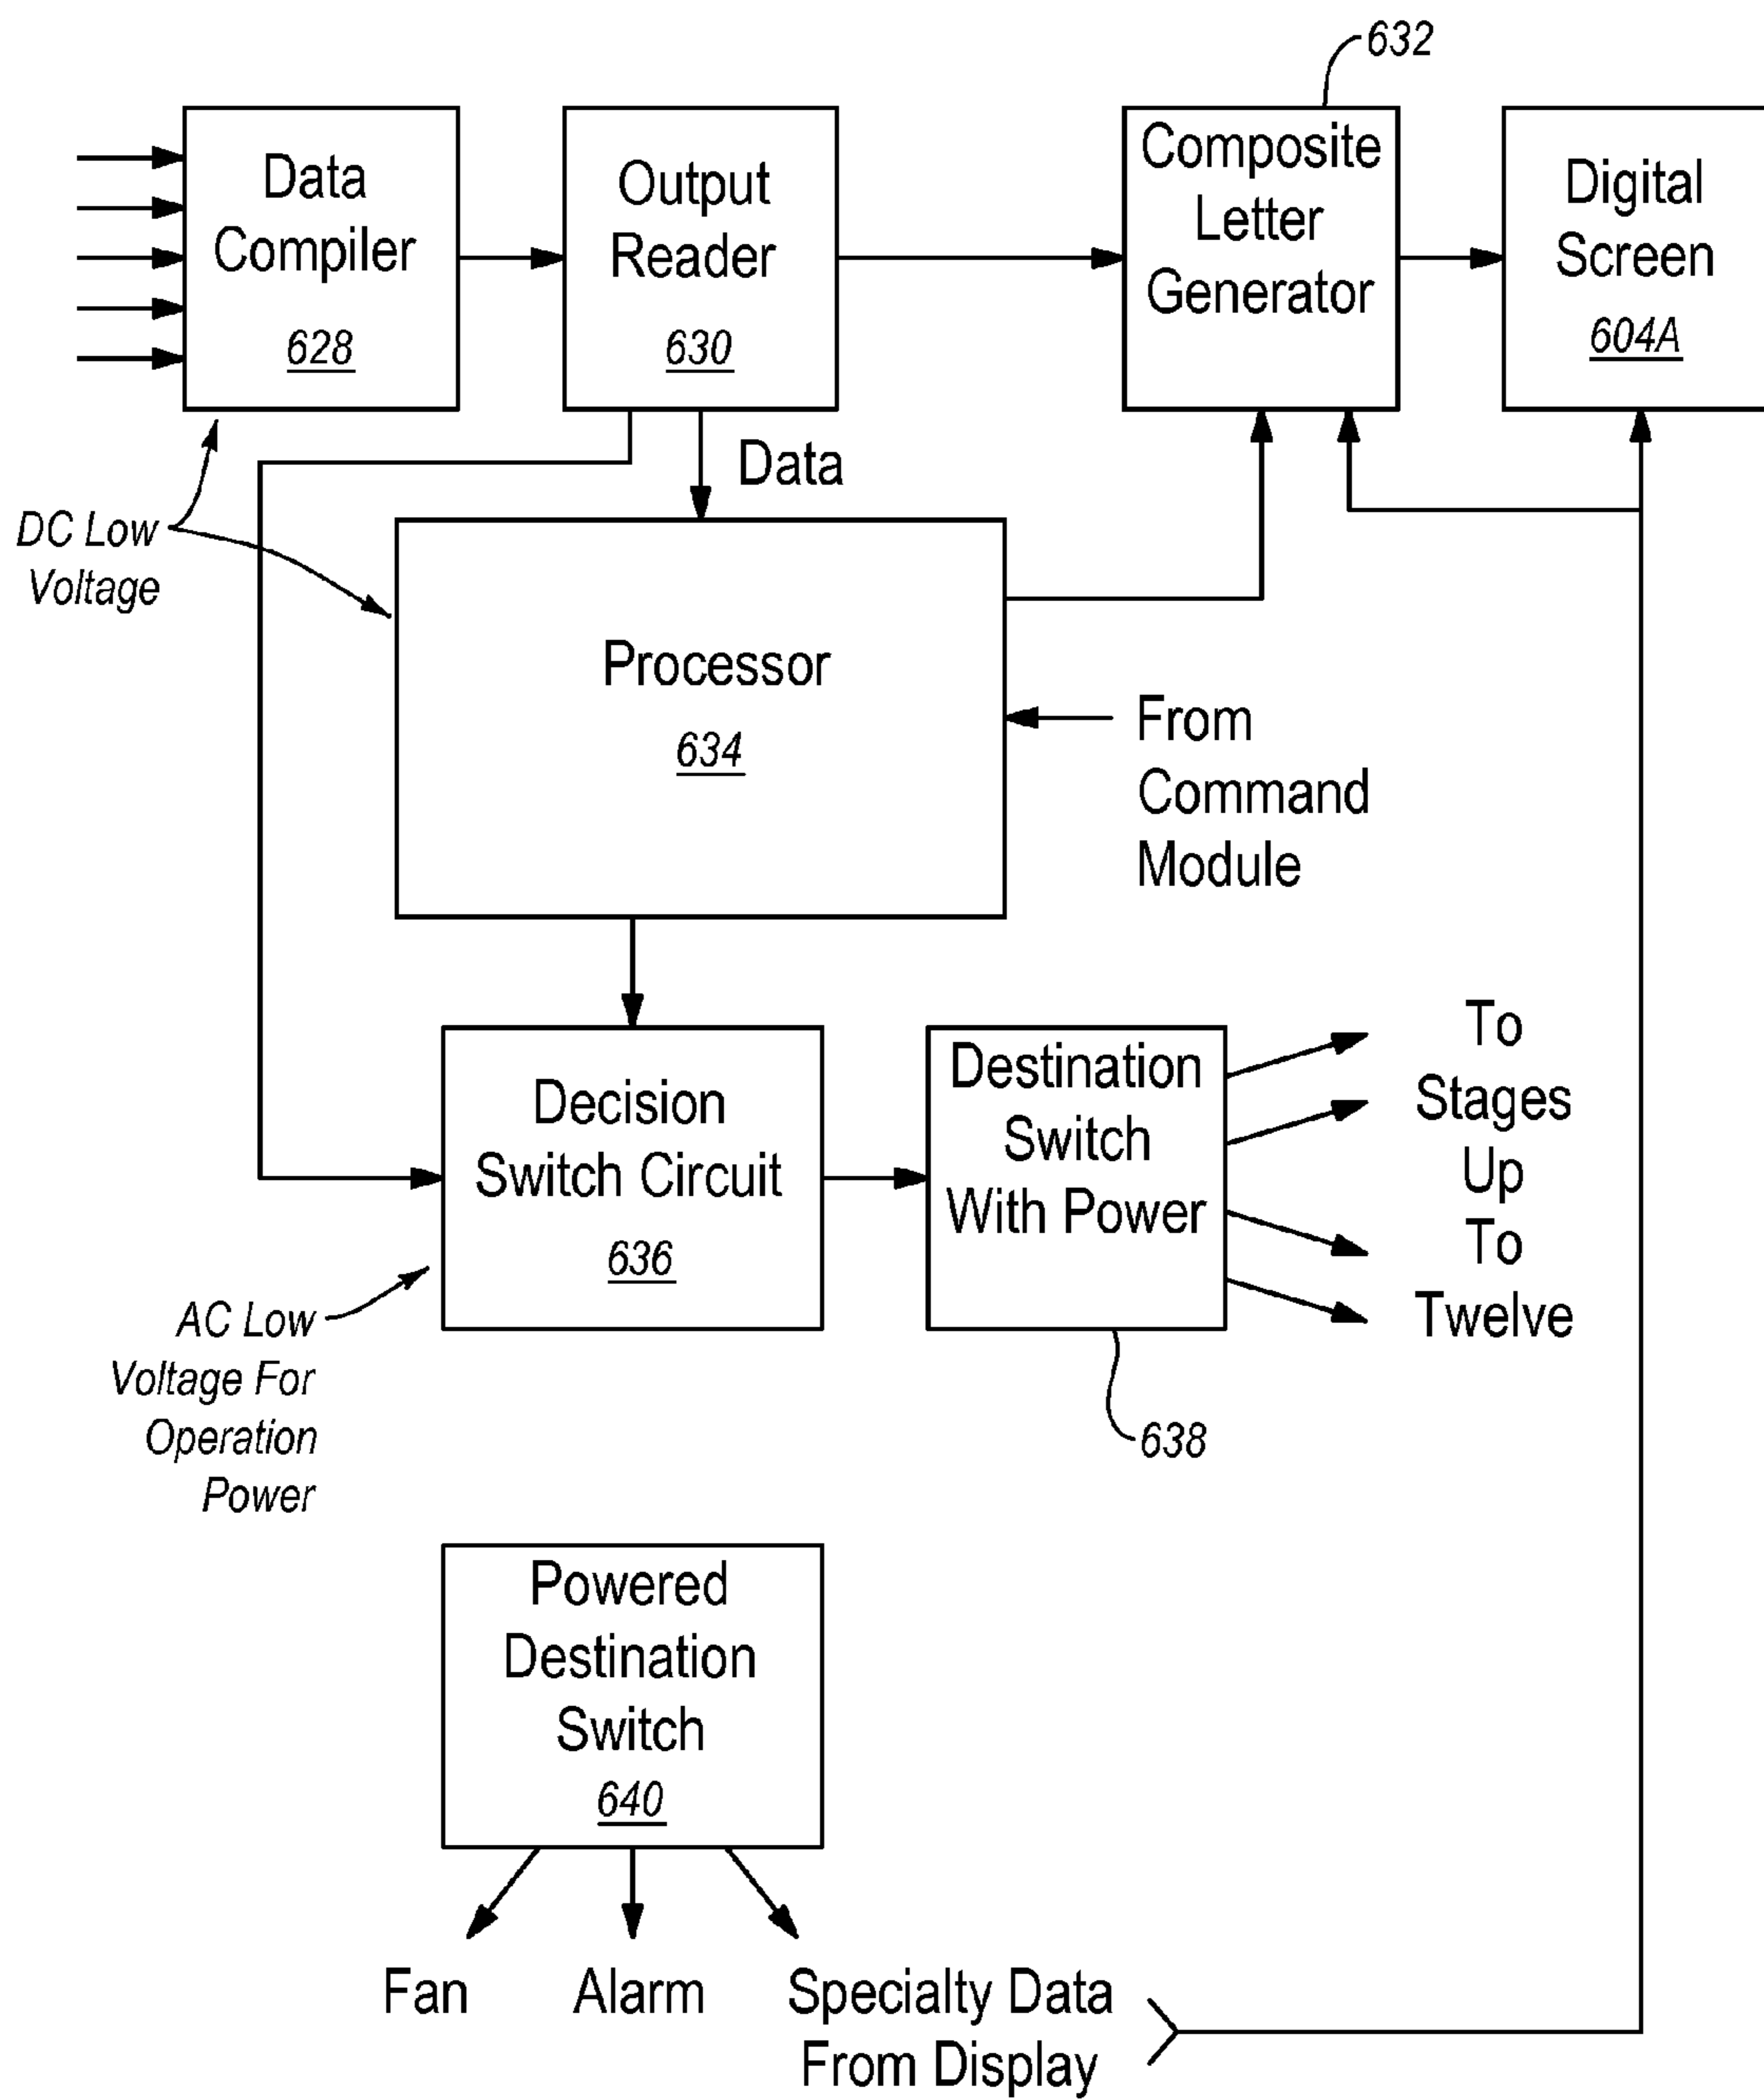 632
Data
Compiler
628
Output
Reader
630
Composite
Letter
Generator
Digital
Screen
604A
Data
DC Low
Voltage
Processor
634
From
Command
Module
Decision
Switch Circuit
636
Destination
Switch
With Power
To
Stages
Up
To
Twelve
AC Low
Voltage For
Operation
Power
638
Powered
Destination
Switch
640
Fan
Alarm
Specialty Data
From Display